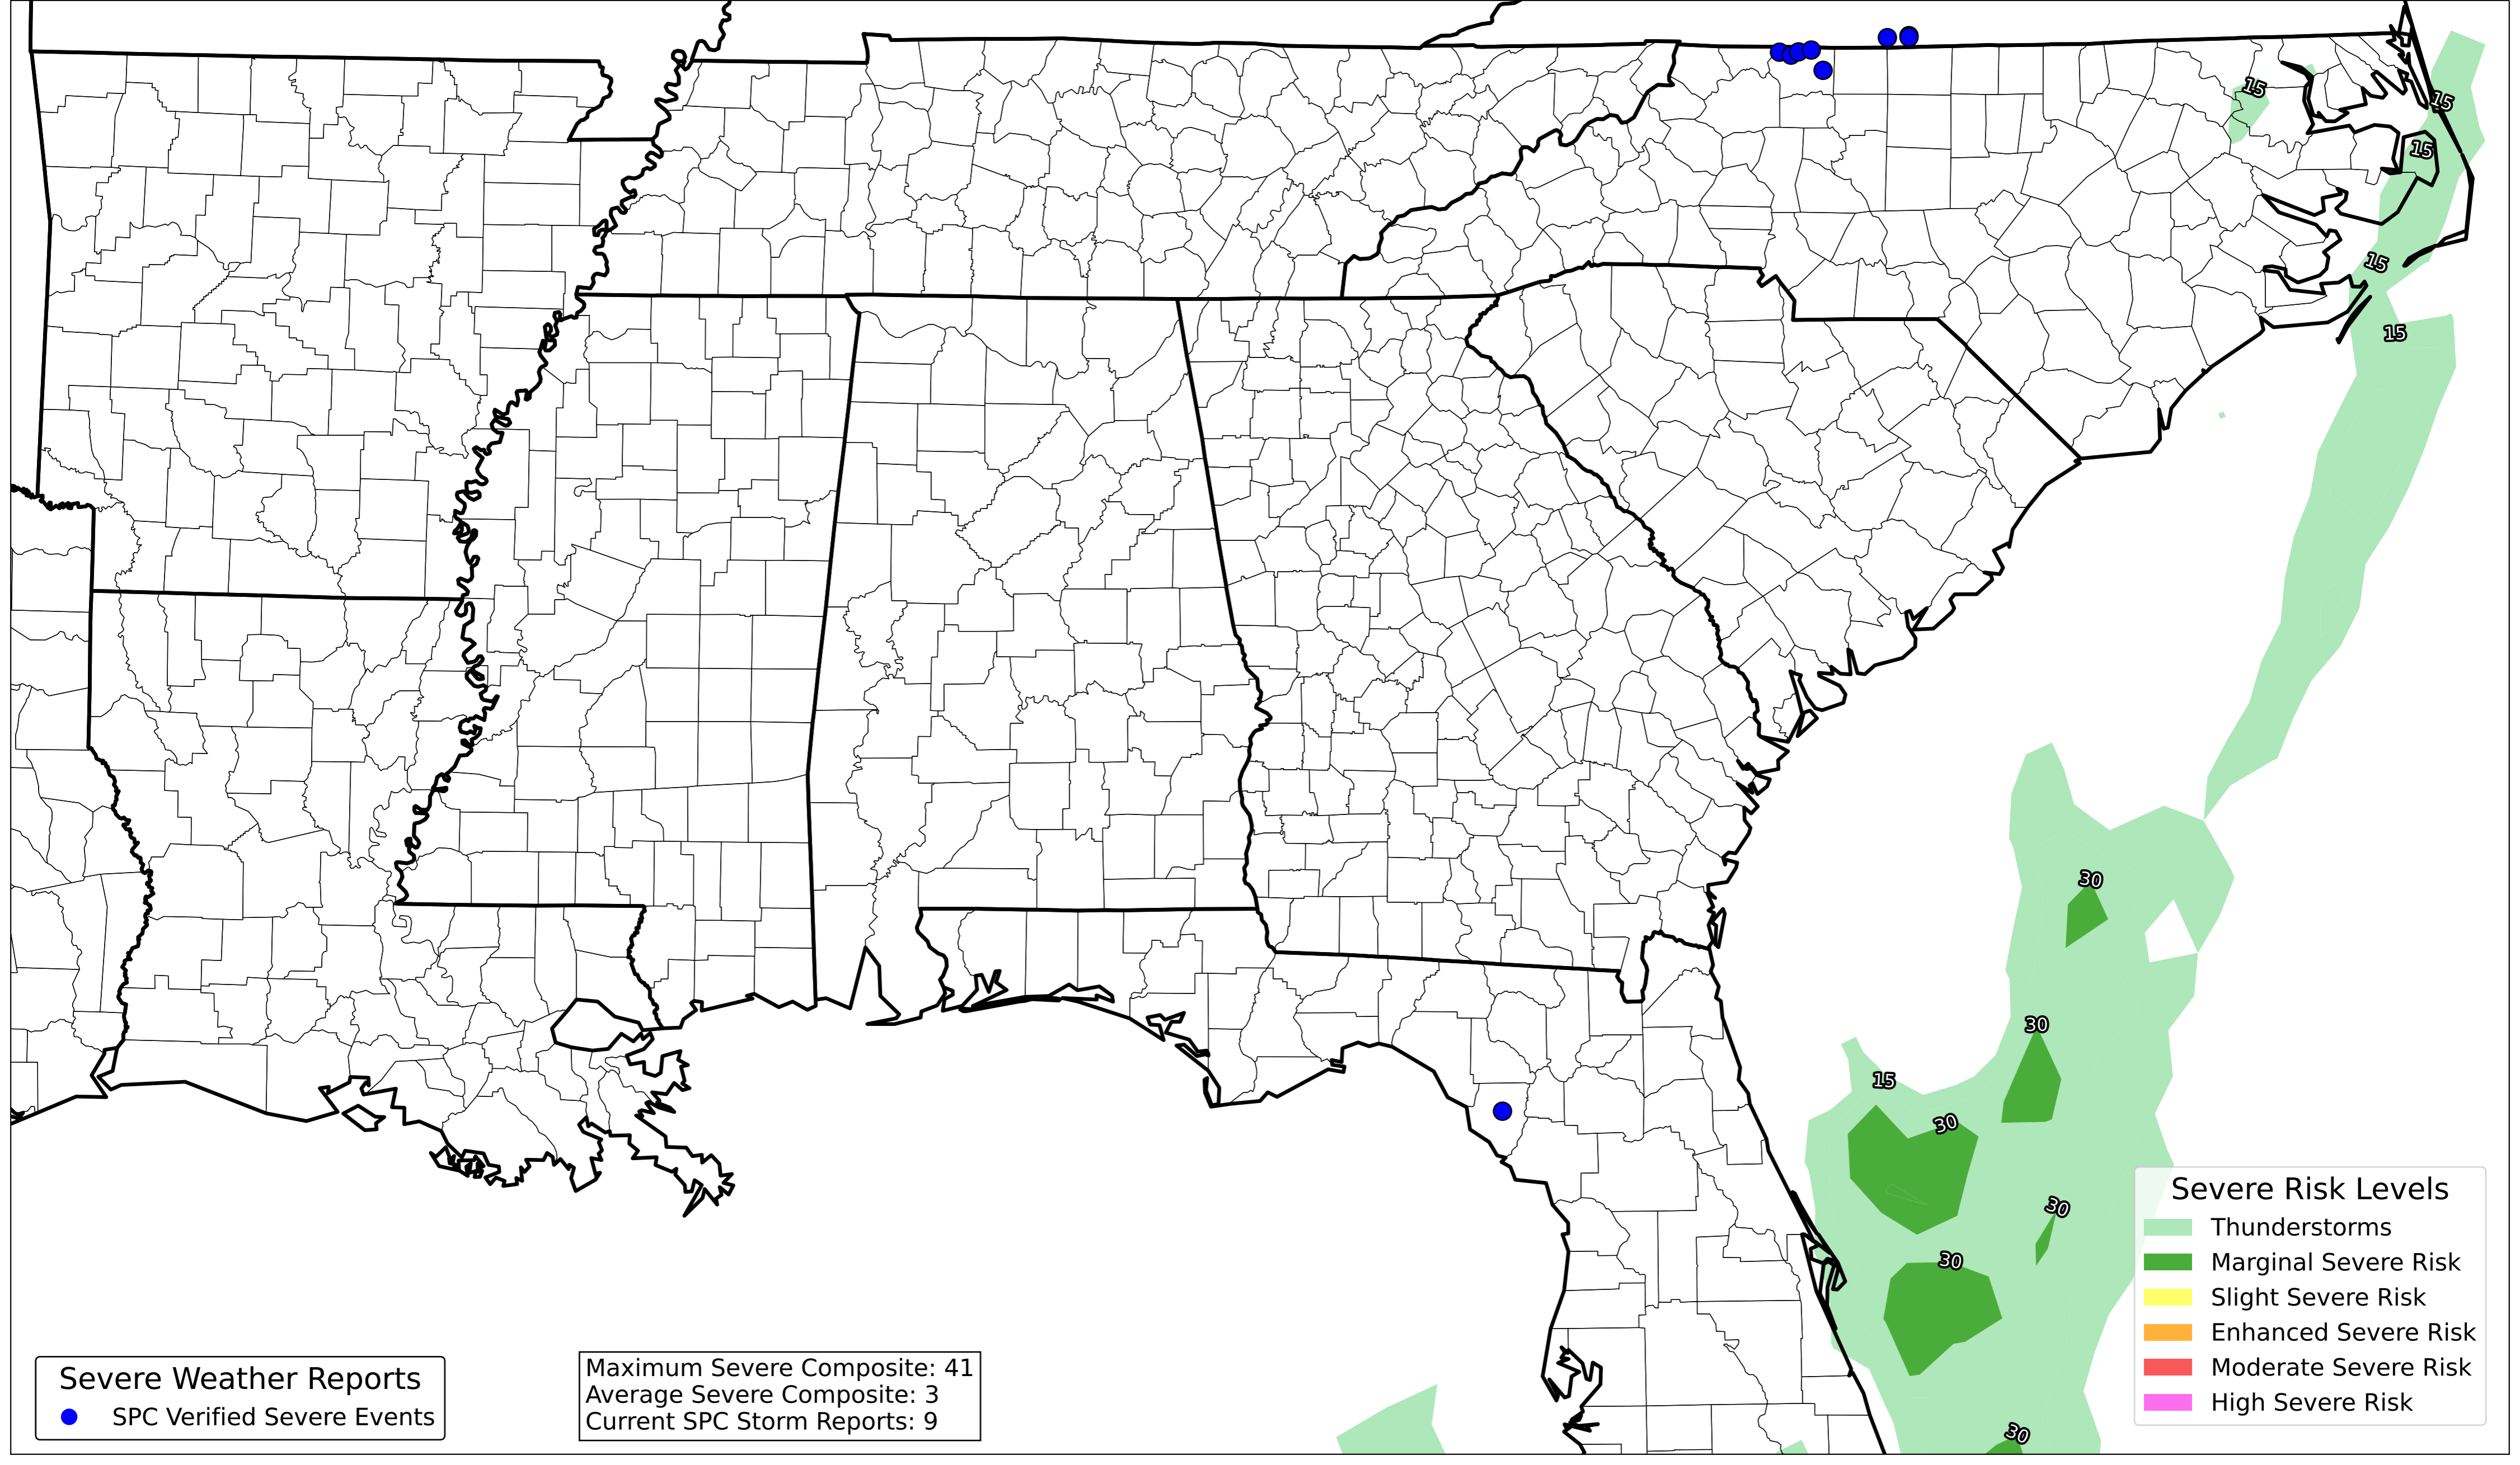 15
15
15
15
15
30
30
15
30
30
30
30
Severe Risk Levels
Thunderstorms
Marginal Severe Risk
Slight Severe Risk
Enhanced Severe Risk
Moderate Severe Risk
High Severe Risk
Severe Weather Reports
SPC Verified Severe Events
Maximum Severe Composite: 41
Average Severe Composite: 3
Current SPC Storm Reports: 9